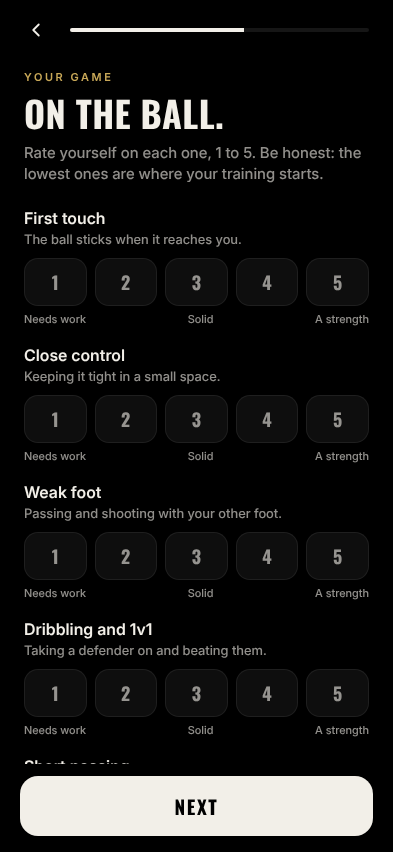 YOUR GAME
ON THE BALL.
Rate yourself on each one, 1 to 5. Be honest: the
lowest ones are where your training starts.
First touch
The ball sticks when it reaches you.
1 2 3 4 5
Needs work Solid A strength
Close control
Keeping it tight in a small space.
1 2 3 4 5
Needs work Solid A strength
Weak foot
Passing and shooting with your other foot.
1 2 3 4 5
Needs work Solid A strength
Dribbling and 1v1
Taking a defender on and beating them.
1 2 3 4 5
Needs work Solid A strength
Short passing
NEXT